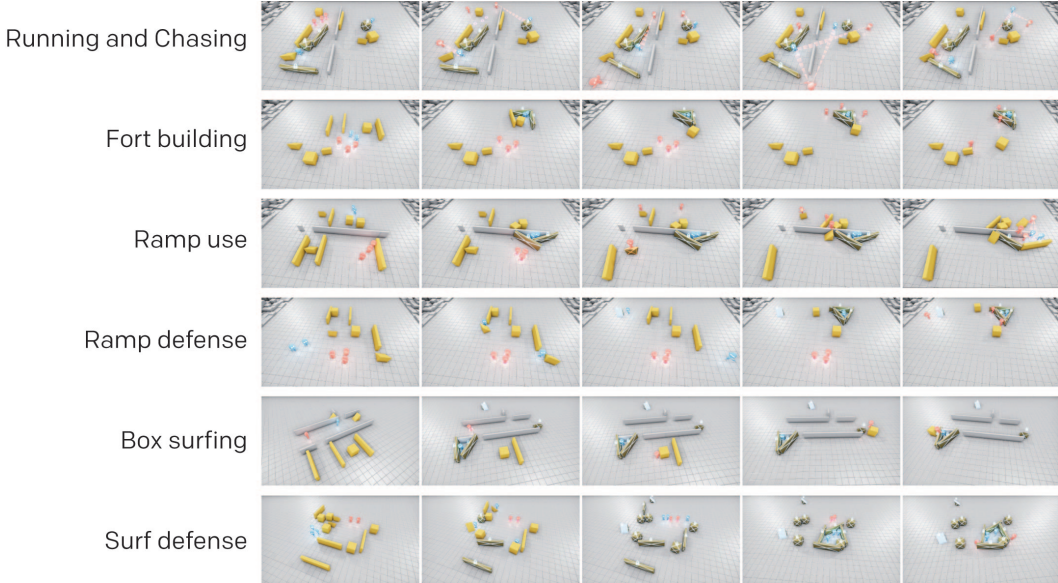 Running and Chasing
Fort building
Ramp use
Ramp defense
Box surfing
Surf defense